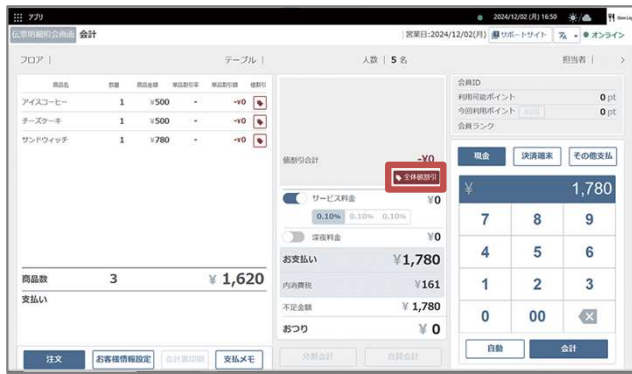 アプリ
2024/12/02 (月) 16:50
伝票明細照会画面 会計
営業日:2024/12/02(月) サポートサイト オンライン
フロア | テーブル | 人数 | 5 名 担当者 |
商品名 数量 商品金額 単品割引率 単品割引額 値割引
アイスコーヒー 1 ¥500 - -¥0
チーズケーキ 1 ¥500 - -¥0
サンドウィッチ 1 ¥780 - -¥0
商品数 3 ¥ 1,620
支払い
注文 お客様情報設定 支払メモ
値割引合計 -¥0
全体値割引
サービス料金 ¥0
0.10% 0.10% 0.10%
深夜料金 ¥0
お支払い ¥1,780
内消費税 ¥161
不足金額 ¥ 1,780
おつり ¥ 0
分割会計 合算会計
会員ID
利用可能ポイント 0 pt
今回利用ポイント 0 pt
会員ランク
現金 決済端末 その他支払
¥ 1,780
7 8 9
4 5 6
1 2 3
0 00
自動 会計